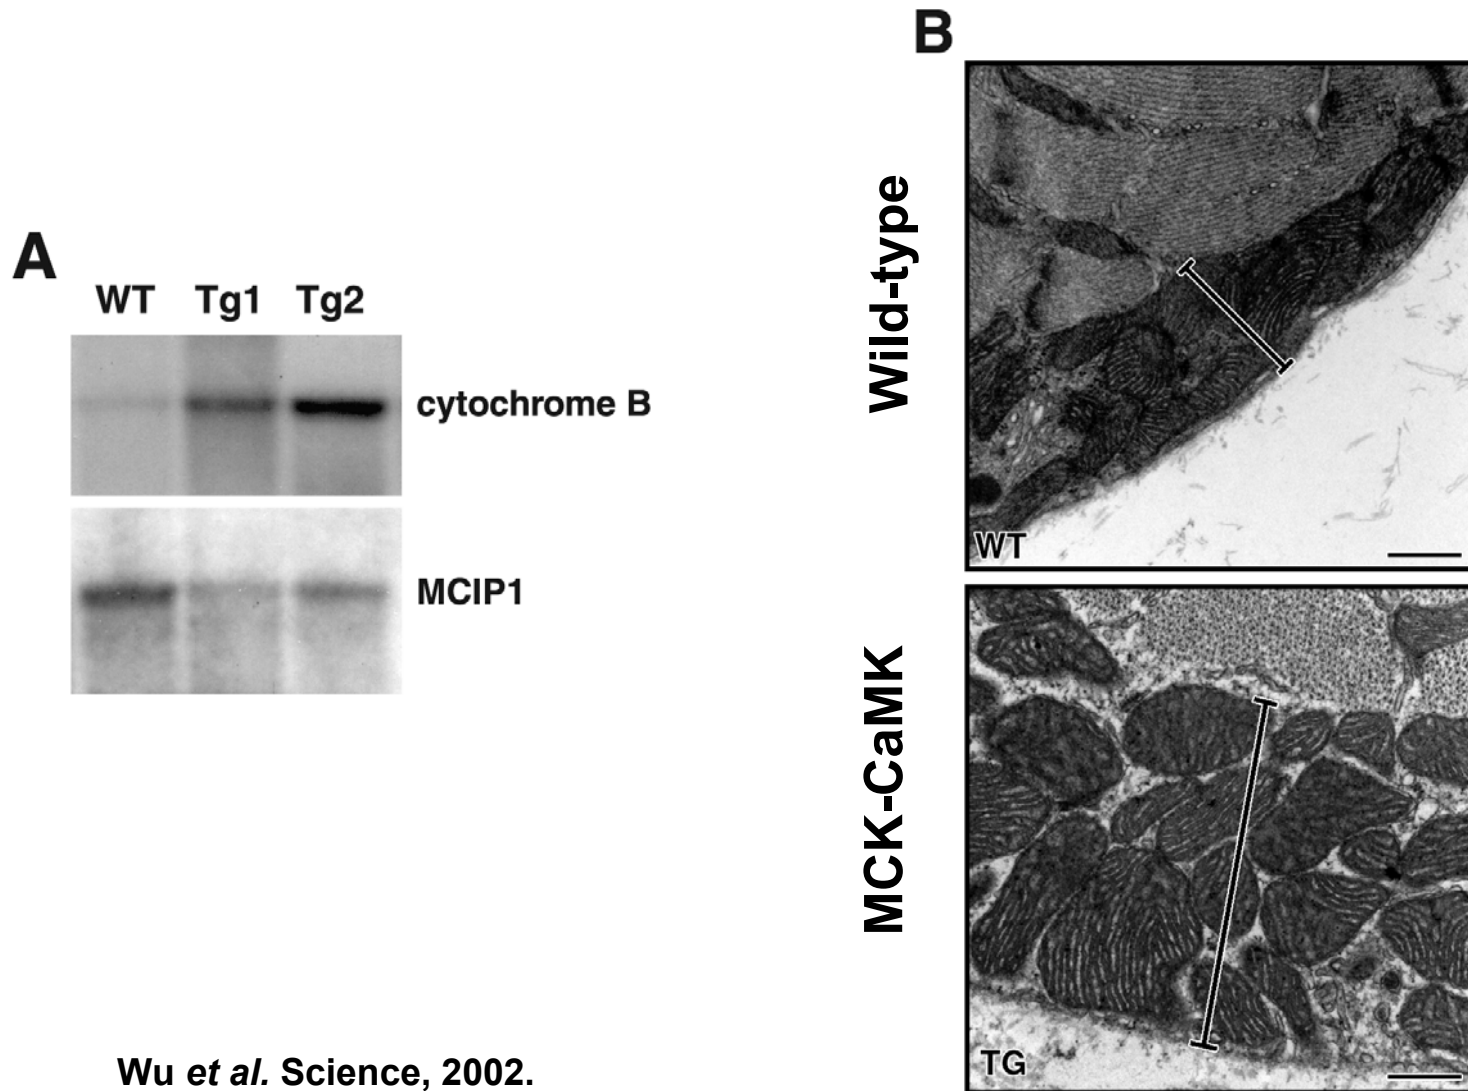 A
WT Tg1 Tg2
cytochrome B
MCIP1
Wu et al. Science, 2002.
B
Wild-type
WT
MCK-CaMK
TG